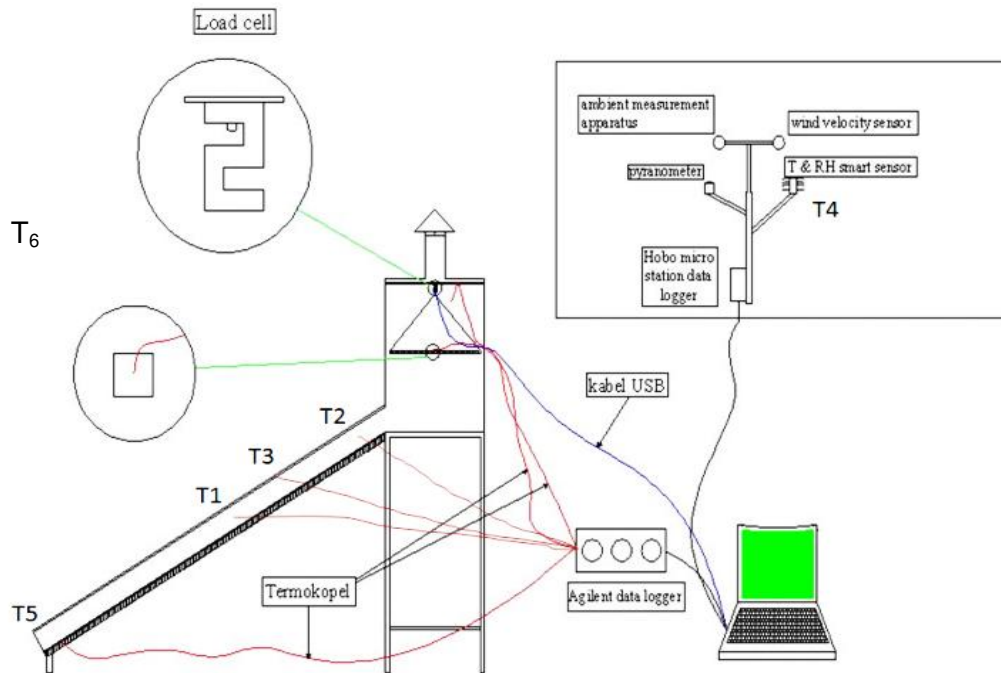 Load cell
ambient measurement
apparatus
wind velocity sensor
pyranometer
T & RH smart sensor
T4
T6
Hobo micro
station data
logger
kabel USB
T2
T3
T1
Termokopel
Agilent data logger
T5